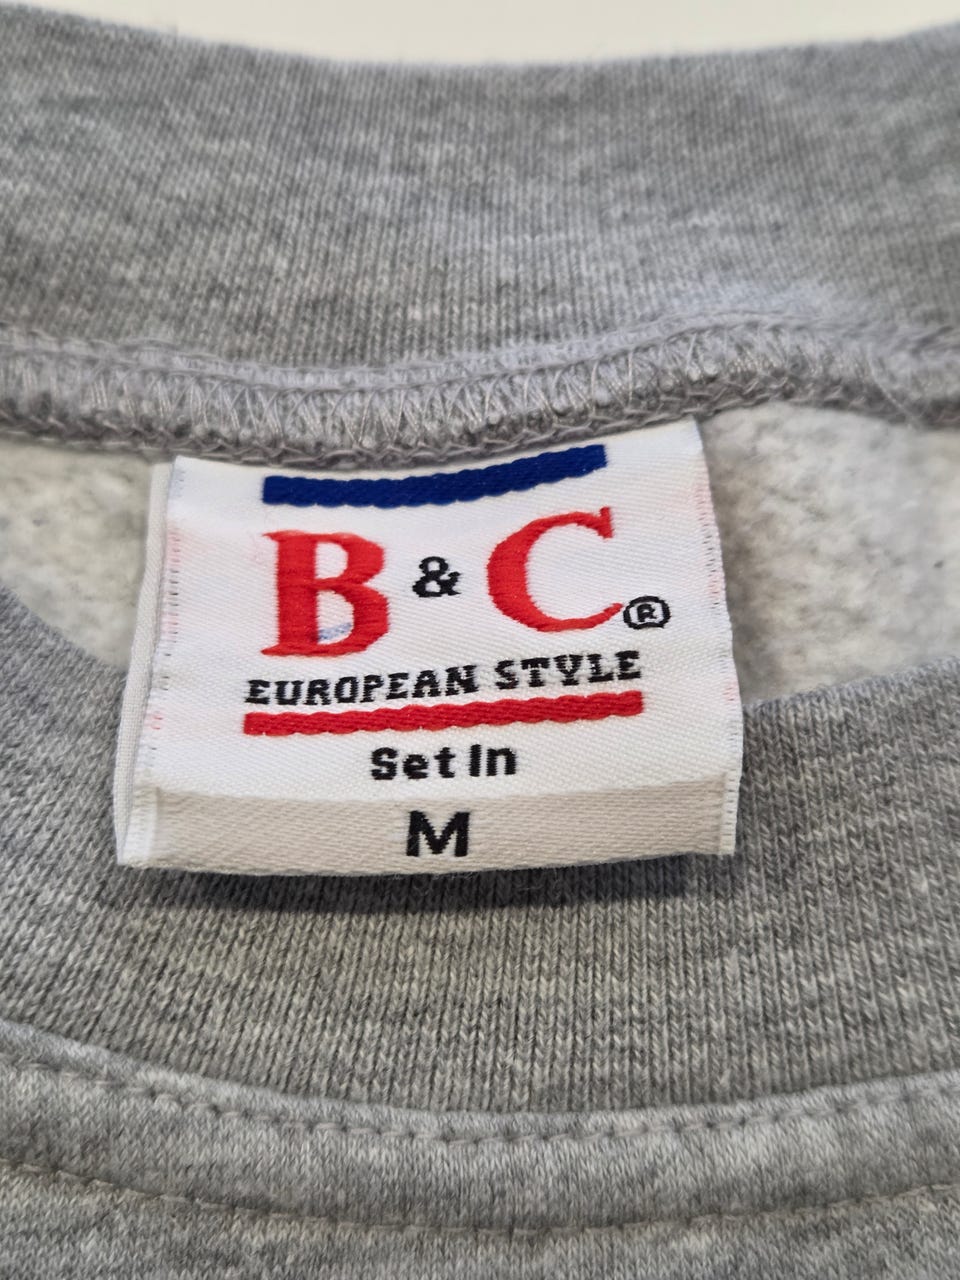 B & C ®
EUROPEAN STYLE
Set In
M